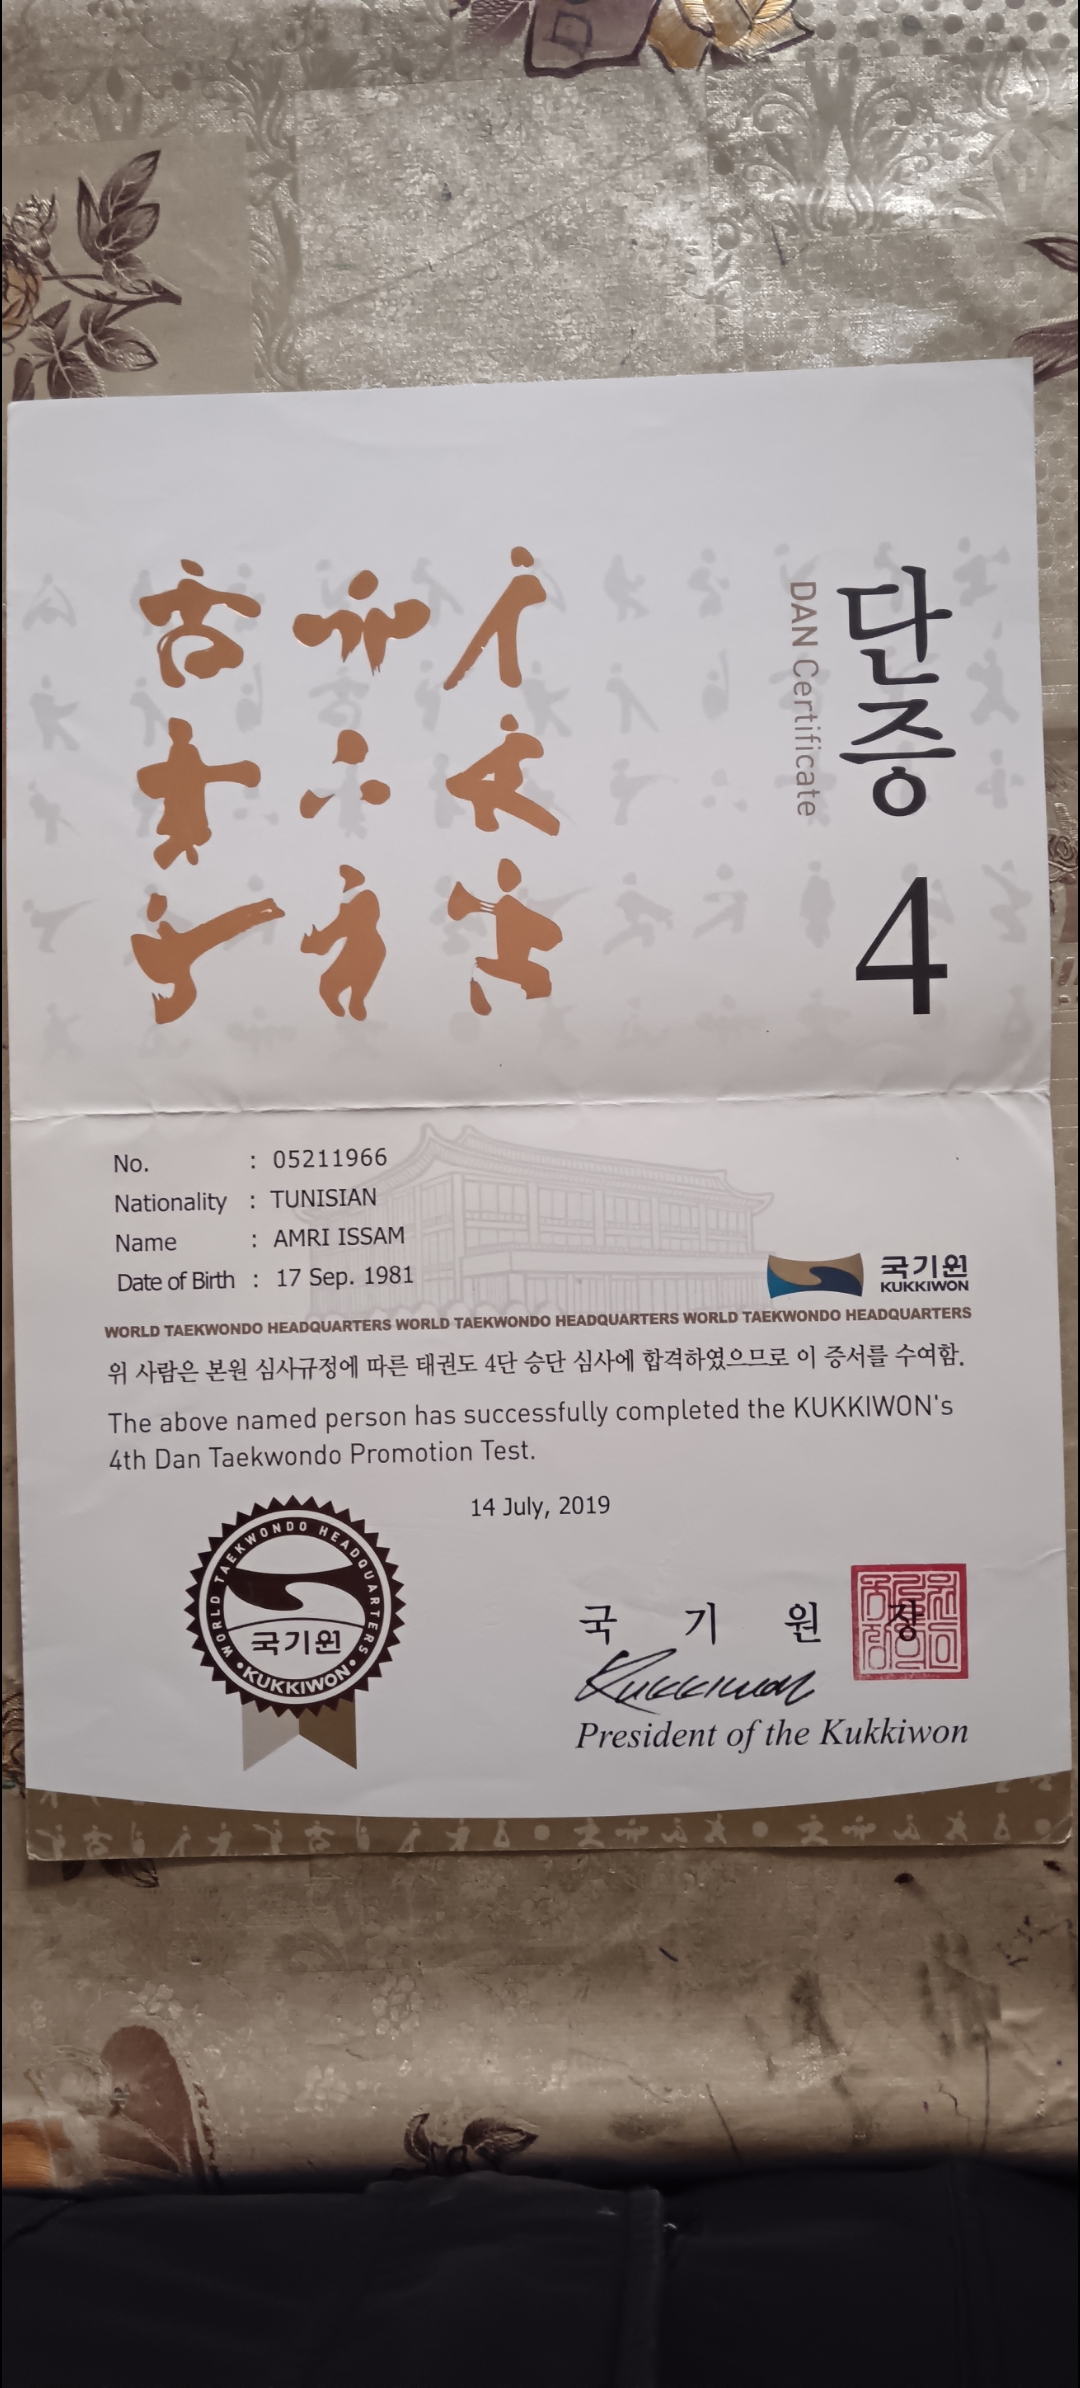 단증 4
DAN Certificate
No. : 05211966
Nationality : TUNISIAN
Name : AMRI ISSAM
Date of Birth : 17 Sep. 1981
국기원
KUKKIWON
WORLD TAEKWONDO HEADQUARTERS WORLD TAEKWONDO HEADQUARTERS WORLD TAEKWONDO HEADQUARTERS
위 사람은 본원 심사규정에 따른 태권도 4단 승단 심사에 합격하였으므로 이 증서를 수여함.
The above named person has successfully completed the KUKKIWON's
4th Dan Taekwondo Promotion Test.
14 July, 2019
WORLD TAEKWONDO HEADQUARTERS
국기원
•KUKKIWON•
국 기 원 장
Kukkiwon
President of the Kukkiwon